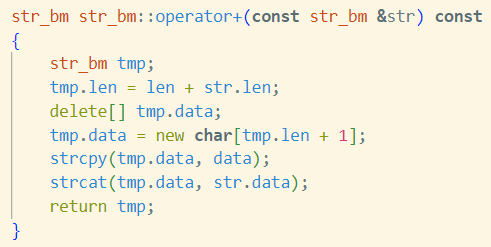 str_bm str_bm::operator+(const str_bm &str) const
{
    str_bm tmp;
    tmp.len = len + str.len;
    delete[] tmp.data;
    tmp.data = new char[tmp.len + 1];
    strcpy(tmp.data, data);
    strcat(tmp.data, str.data);
    return tmp;
}